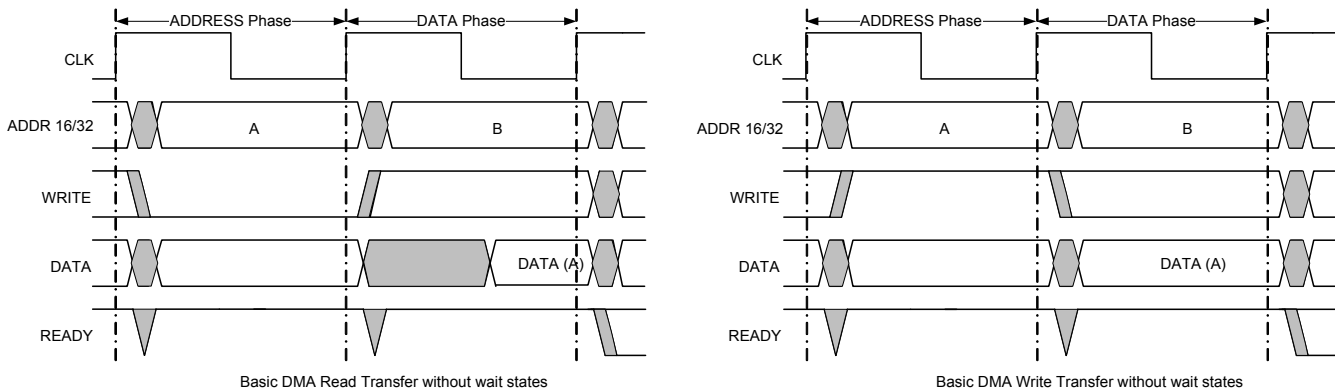 ADDRESS Phase DATA Phase
CLK
ADDR 16/32 A B
WRITE
DATA DATA (A)
READY
Basic DMA Read Transfer without wait states
ADDRESS Phase DATA Phase
CLK
ADDR 16/32 A B
WRITE
DATA DATA (A)
READY
Basic DMA Write Transfer without wait states